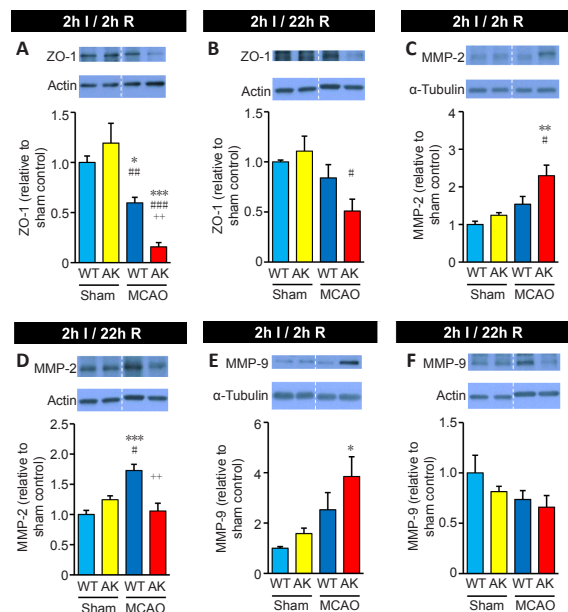 2h I / 2h R
2h I / 22h R
2h I / 2h R
A
ZO-1
Actin
ZO-1 (relative to
sham control)
1.5
1.0
0.5
0
*
##
***
###
++
WT AK WT AK
Sham MCAO
B
ZO-1
Actin
ZO-1 (relative to
sham control)
1.5
1.0
0.5
0
#
WT AK WT AK
Sham MCAO
C
MMP-2
α-Tubulin
MMP-2 (relative to
sham control)
4
3
2
1
0
**
#
WT AK WT AK
Sham MCAO
2h I / 22h R
2h I / 2h R
2h I / 22h R
D
MMP-2
Actin
MMP-2 (relative to
sham control)
2.5
2.0
1.5
1.0
0.5
0
***
#
++
WT AK WT AK
Sham MCAO
E
MMP-9
α-Tubulin
MMP-9 (relative to
sham control)
6
4
2
0
*
WT AK WT AK
Sham MCAO
F
MMP-9
Actin
MMP-9 (relative to
sham control)
1.5
1.0
0.5
0.0
WT AK WT AK
Sham MCAO